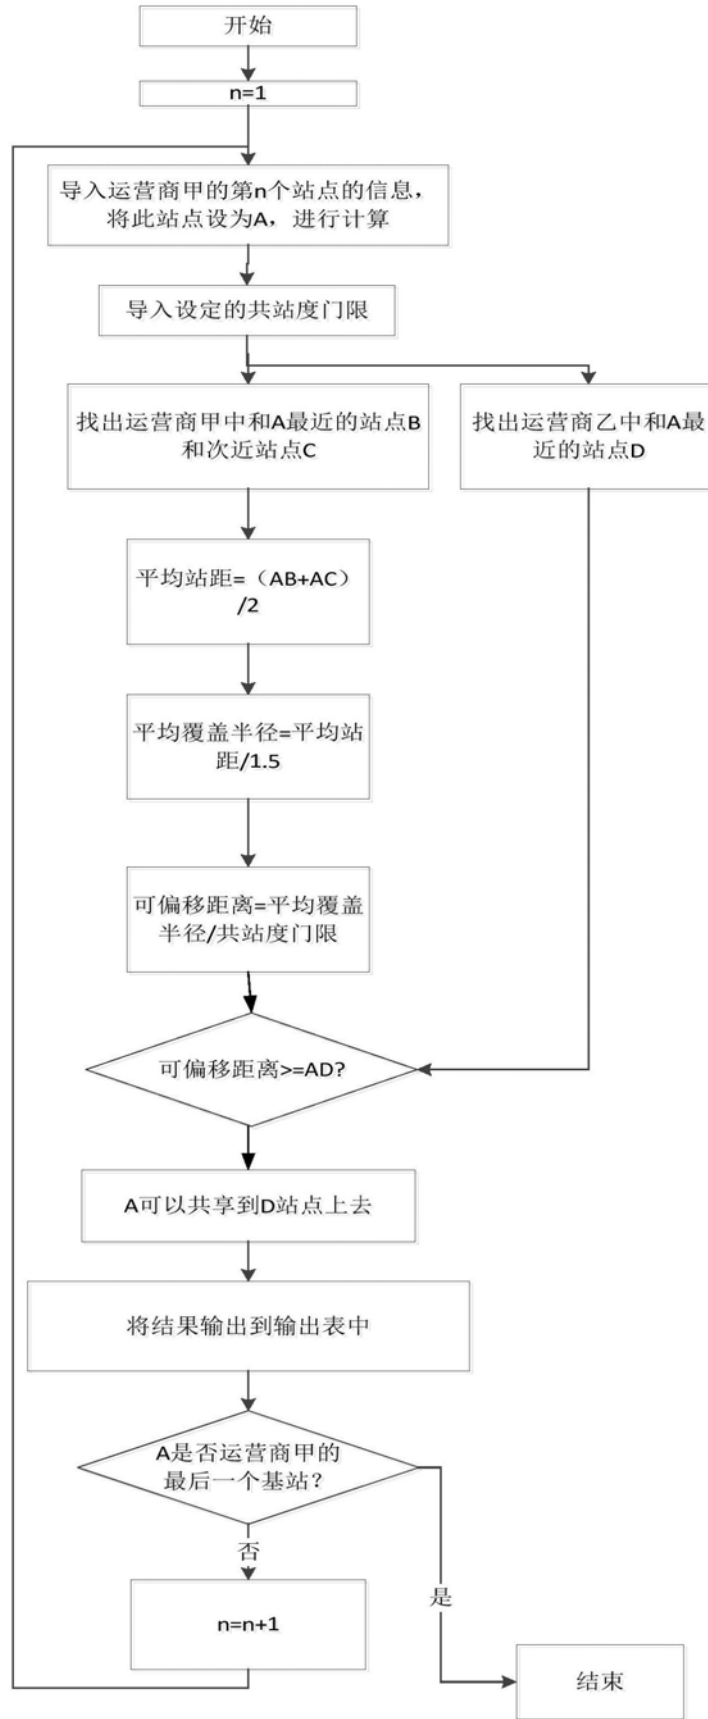 开始
n=1
导入运营商甲的第n个站点的信息，
将此站点设为A，进行计算
导入设定的共站度门限
找出运营商甲中和A最近的站点B
和次近站点C
找出运营商乙中和A最
近的站点D
平均站距=（AB+AC）
/2
平均覆盖半径=平均站
距/1.5
可偏移距离=平均覆盖
半径/共站度门限
可偏移距离>=AD?
A可以共享到D站点上去
将结果输出到输出表中
A是否运营商甲的
最后一个基站？
否
是
n=n+1
结束